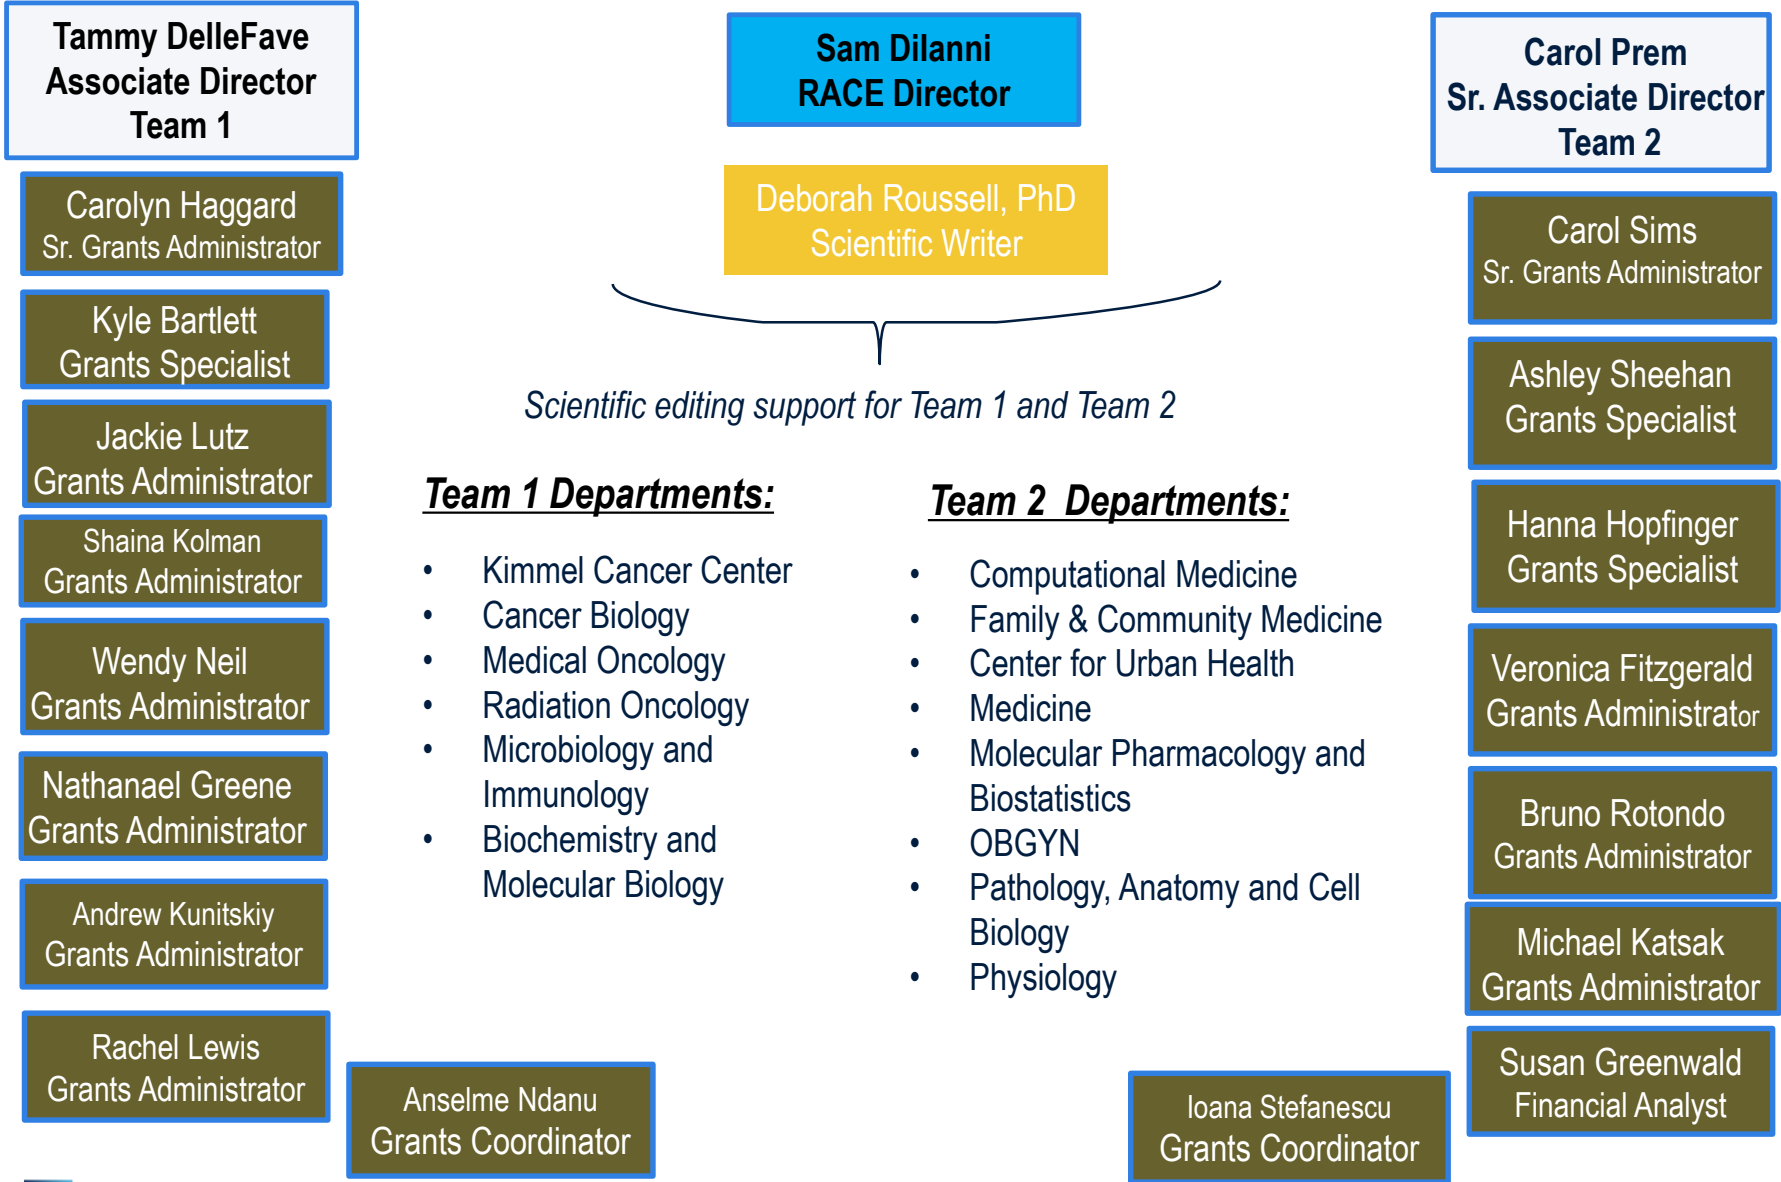 Tammy DelleFave
Associate Director
Team 1
Carolyn Haggard
Sr. Grants Administrator
Kyle Bartlett
Grants Specialist
Jackie Lutz
Grants Administrator
Shaina Kolman
Grants Administrator
Wendy Neil
Grants Administrator
Nathanael Greene
Grants Administrator
Andrew Kunitskiy
Grants Administrator
Rachel Lewis
Grants Administrator
Anselme Ndanu
Grants Coordinator
Sam Dilanni
RACE Director
Deborah Roussell, PhD
Scientific Writer
Scientific editing support for Team 1 and Team 2
Team 1 Departments:
• Kimmel Cancer Center
• Cancer Biology
• Medical Oncology
• Radiation Oncology
• Microbiology and
Immunology
• Biochemistry and
Molecular Biology
Team 2 Departments:
• Computational Medicine
• Family & Community Medicine
• Center for Urban Health
• Medicine
• Molecular Pharmacology and
Biostatistics
• OBGYN
• Pathology, Anatomy and Cell
Biology
• Physiology
Carol Prem
Sr. Associate Director
Team 2
Carol Sims
Sr. Grants Administrator
Ashley Sheehan
Grants Specialist
Hanna Hopfinger
Grants Specialist
Veronica Fitzgerald
Grants Administrator
Bruno Rotondo
Grants Administrator
Michael Katsak
Grants Administrator
Susan Greenwald
Financial Analyst
Ioana Stefanescu
Grants Coordinator